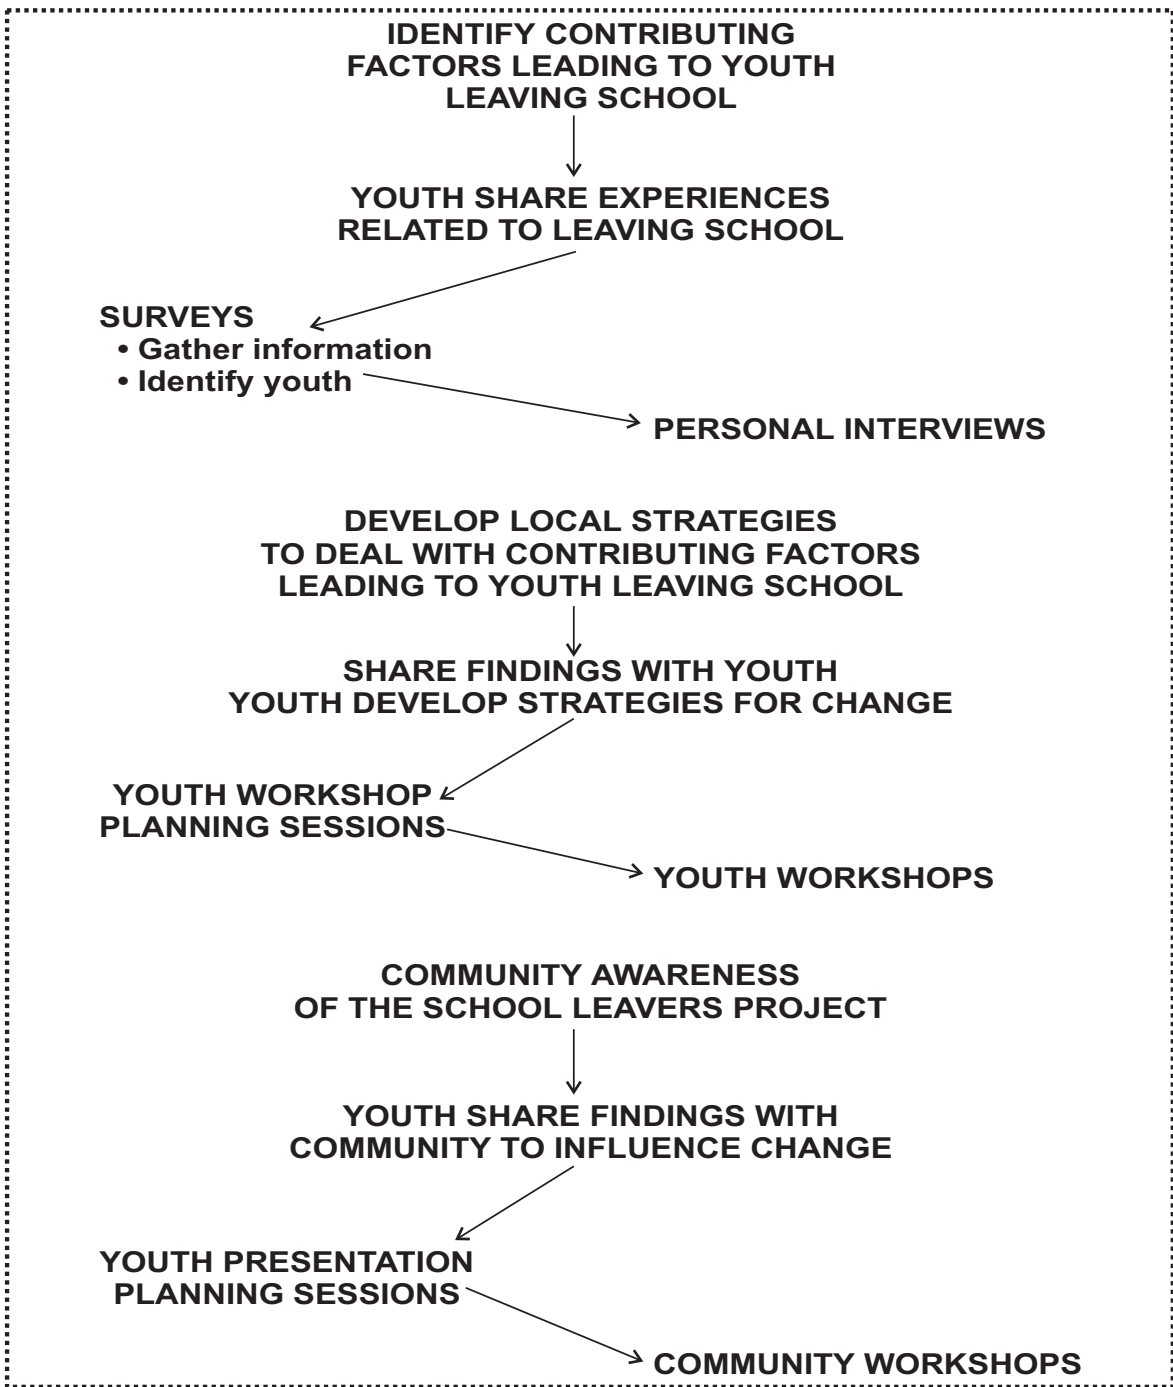 IDENTIFY CONTRIBUTING
FACTORS LEADING TO YOUTH
LEAVING SCHOOL
YOUTH SHARE EXPERIENCES
RELATED TO LEAVING SCHOOL
SURVEYS
• Gather information
• Identify youth
PERSONAL INTERVIEWS
DEVELOP LOCAL STRATEGIES
TO DEAL WITH CONTRIBUTING FACTORS
LEADING TO YOUTH LEAVING SCHOOL
SHARE FINDINGS WITH YOUTH
YOUTH DEVELOP STRATEGIES FOR CHANGE
YOUTH WORKSHOP
PLANNING SESSIONS
YOUTH WORKSHOPS
COMMUNITY AWARENESS
OF THE SCHOOL LEAVERS PROJECT
YOUTH SHARE FINDINGS WITH
COMMUNITY TO INFLUENCE CHANGE
YOUTH PRESENTATION
PLANNING SESSIONS
COMMUNITY WORKSHOPS